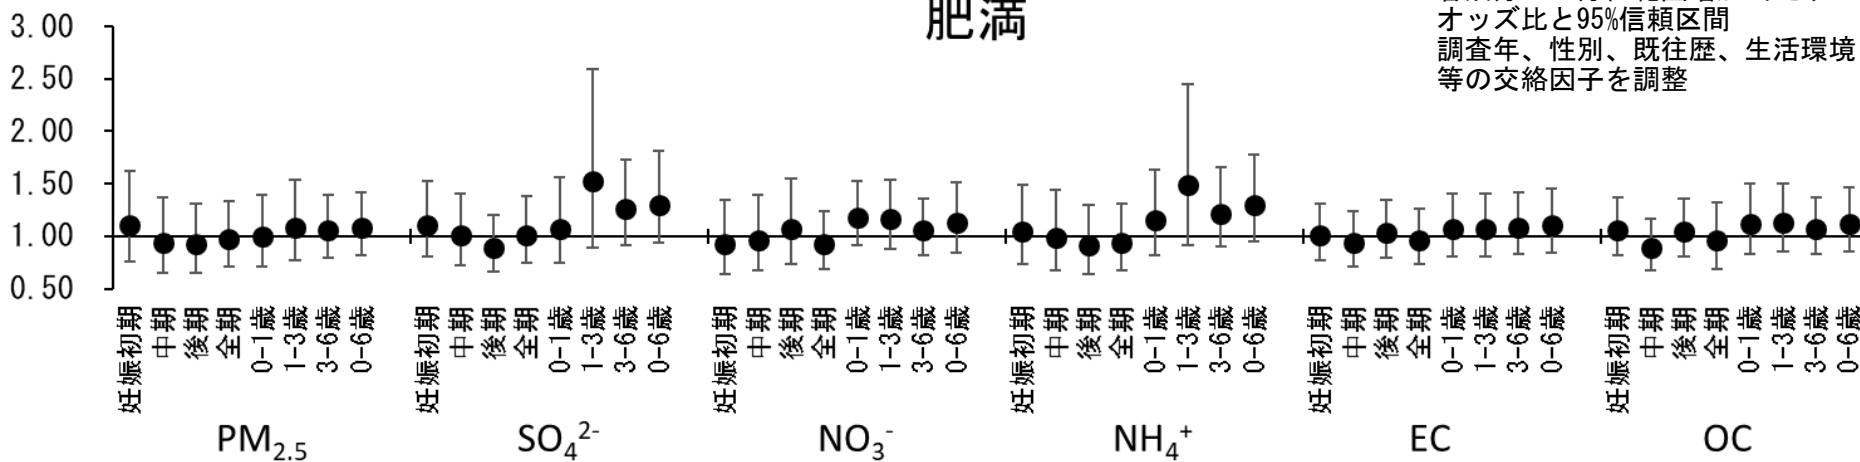 肥満
オッズ比と95%信頼区間
調査年、性別、既往歴、生活環境
等の交絡因子を調整
3.00
2.50
2.00
1.50
1.00
0.50
妊娠初期 中期 後期 全期 0-1歳 1-3歳 3-6歳 0-6歳 妊娠初期 中期 後期 全期 0-1歳 1-3歳 3-6歳 0-6歳 妊娠初期 中期 後期 全期 0-1歳 1-3歳 3-6歳 0-6歳 妊娠初期 中期 後期 全期 0-1歳 1-3歳 3-6歳 0-6歳 妊娠初期 中期 後期 全期 0-1歳 1-3歳 3-6歳 0-6歳 妊娠初期 中期 後期 全期 0-1歳 1-3歳 3-6歳 0-6歳
PM₂.₅ SO₄²⁻ NO₃⁻ NH₄⁺ EC OC